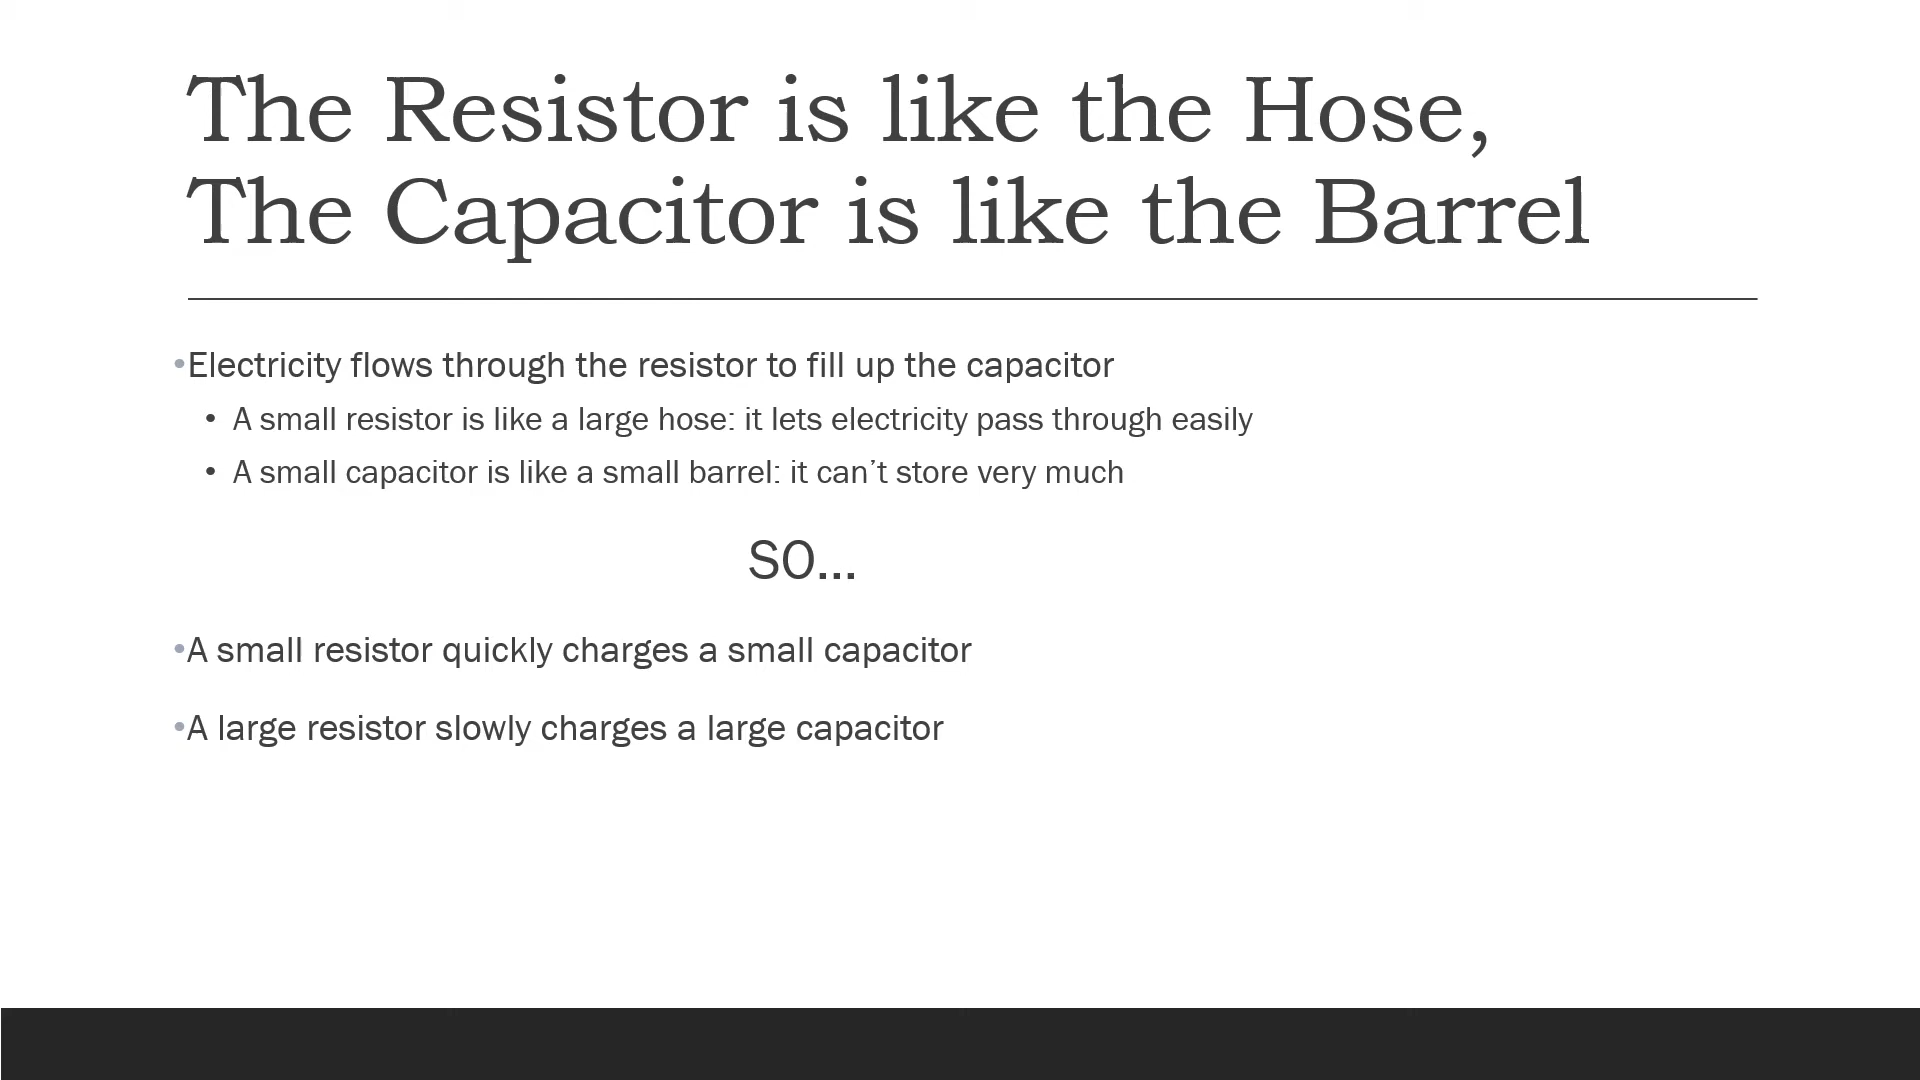 The Resistor is like the Hose,
The Capacitor is like the Barrel
•Electricity flows through the resistor to fill up the capacitor
• A small resistor is like a large hose: it lets electricity pass through easily
• A small capacitor is like a small barrel: it can’t store very much
SO…
•A small resistor quickly charges a small capacitor
•A large resistor slowly charges a large capacitor